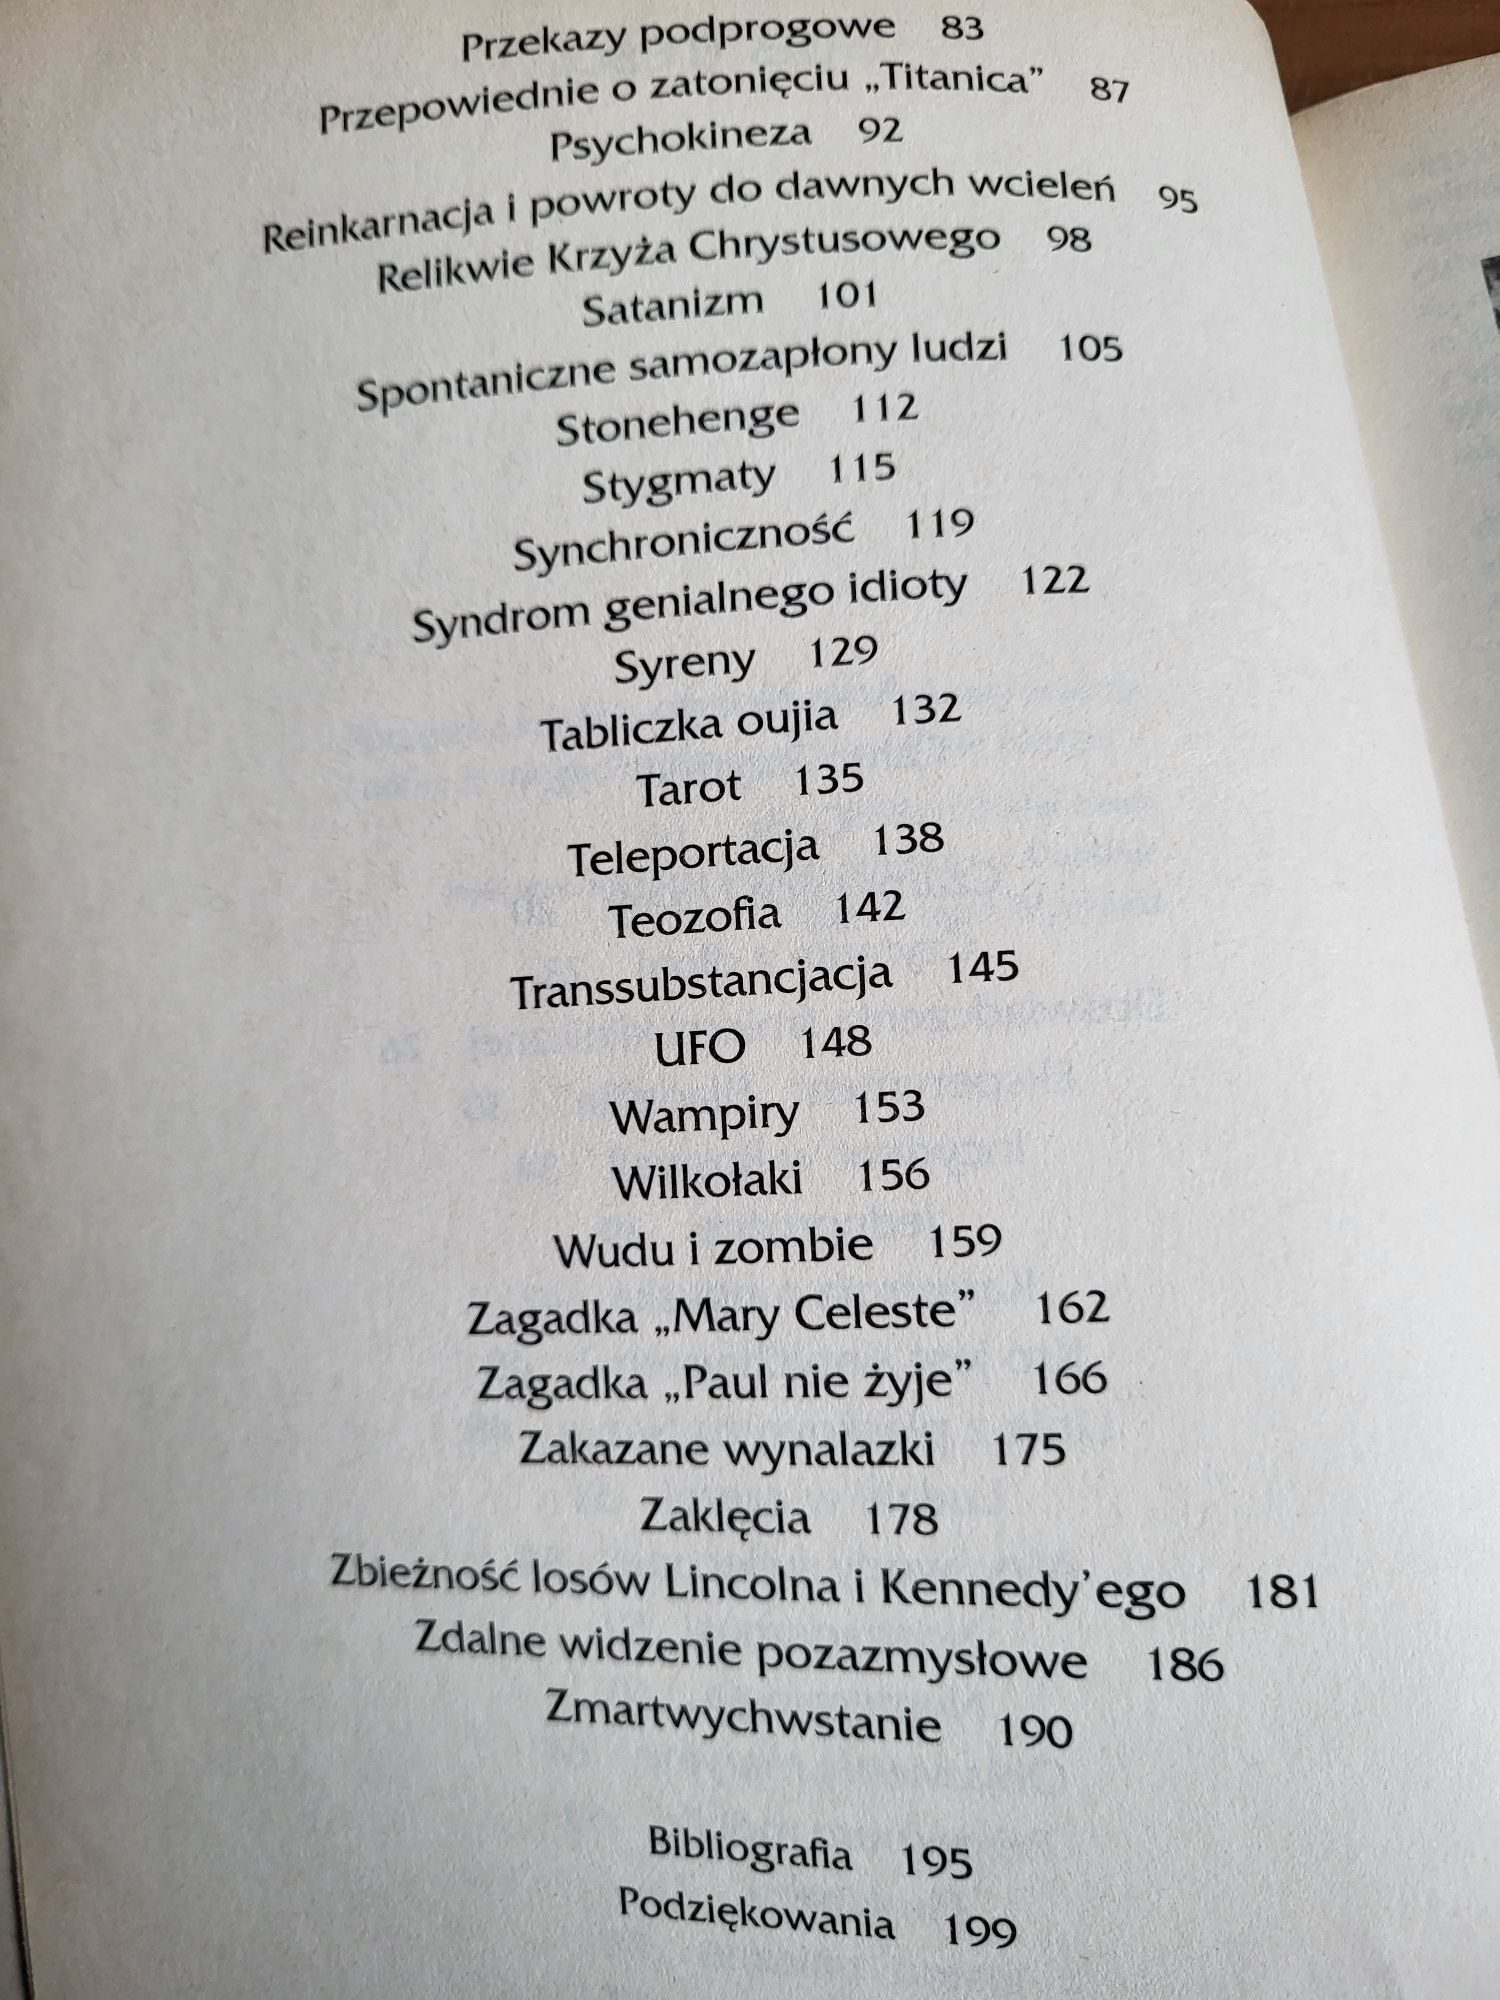 Przekazy podprogowe 83
Przepowiednie o zatonięciu „Titanica” 87
Psychokineza 92
Reinkarnacja i powroty do dawnych wcieleń 95
Relikwie Krzyża Chrystusowego 98
Satanizm 101
Spontaniczne samozapłony ludzi 105
Stonehenge 112
Stygmaty 115
Synchroniczność 119
Syndrom genialnego idioty 122
Syreny 129
Tabliczka oujia 132
Tarot 135
Teleportacja 138
Teozofia 142
Transsubstancjacja 145
UFO 148
Wampiry 153
Wilkołaki 156
Wudu i zombie 159
Zagadka „Mary Celeste” 162
Zagadka „Paul nie żyje” 166
Zakazane wynalazki 175
Zaklęcia 178
Zbieżność losów Lincolna i Kennedy’ego 181
Zdalne widzenie pozazmysłowe 186
Zmartwychwstanie 190
Bibliografia 195
Podziękowania 199